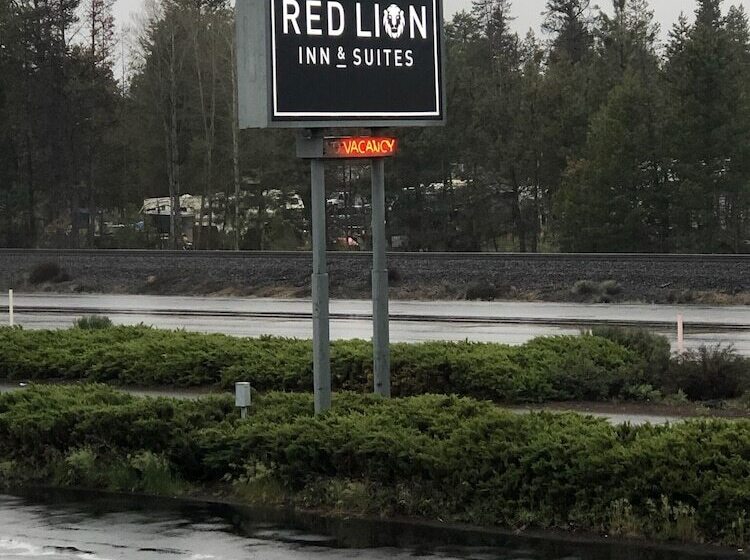 RED LION
INN & SUITES
VACANCY